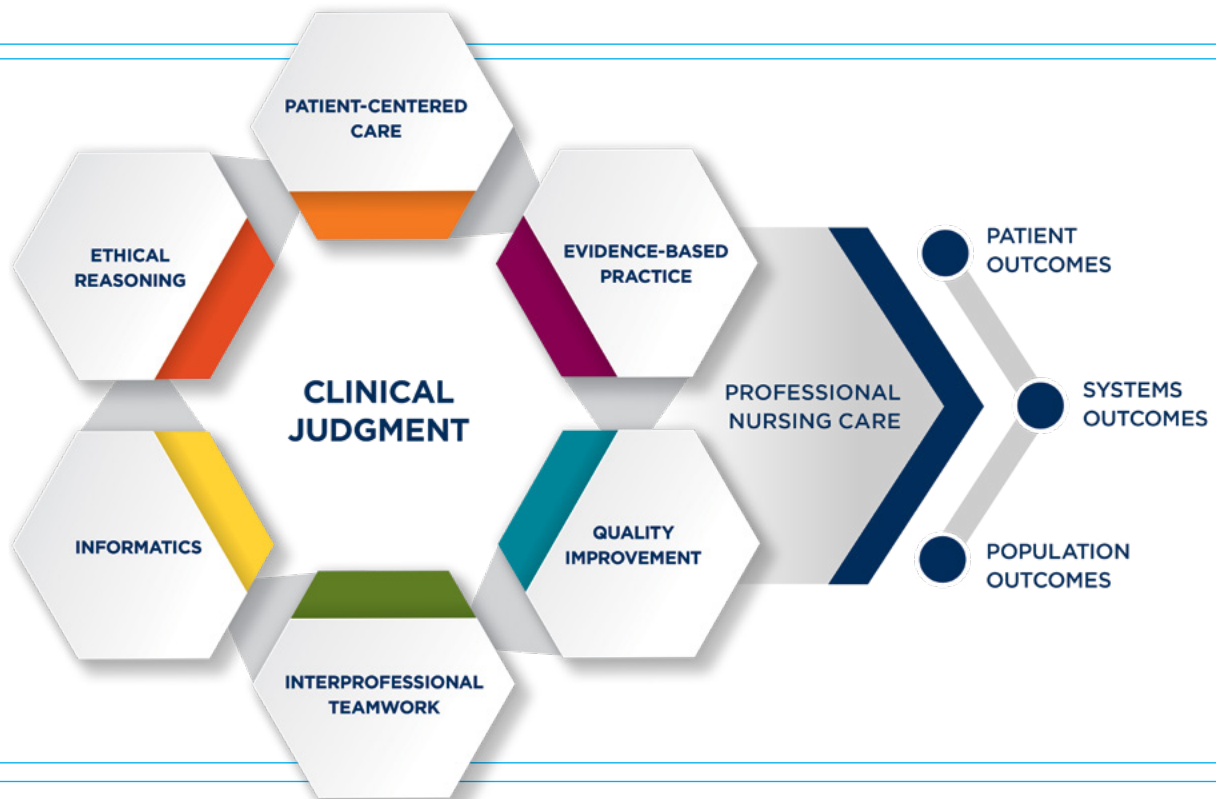 PATIENT-CENTERED
CARE
EVIDENCE-BASED
PRACTICE
QUALITY
IMPROVEMENT
INTERPROFESSIONAL
TEAMWORK
INFORMATICS
ETHICAL
REASONING
CLINICAL
JUDGMENT
PROFESSIONAL
NURSING CARE
PATIENT
OUTCOMES
SYSTEMS
OUTCOMES
POPULATION
OUTCOMES